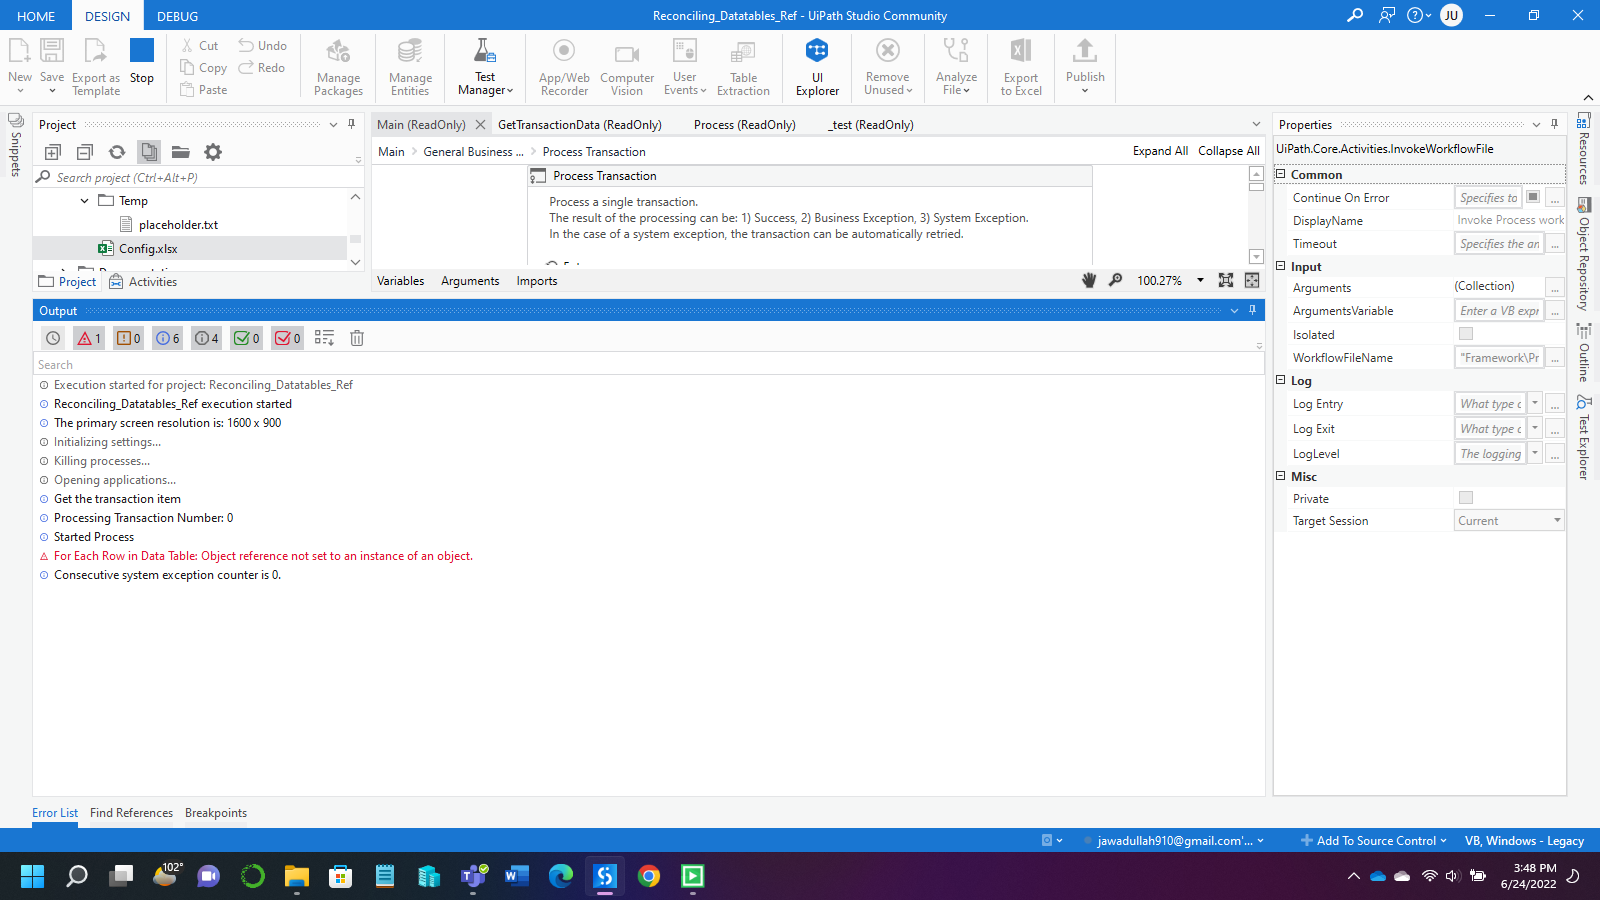 HOME DESIGN DEBUG Reconciling_Datatables_Ref - UiPath Studio Community JU
New Save Export as Template Stop
Cut Undo
Copy Redo
Paste
Manage Packages
Manage Entities
Test Manager
App/Web Recorder
Computer Vision
User Events
Table Extraction
UI Explorer
Remove Unused
Analyze File
Export to Excel
Publish
Snippets
Project
Search project (Ctrl+Alt+P)
Temp
placeholder.txt
Config.xlsx
Project Activities
Main (ReadOnly) GetTransactionData (ReadOnly) Process (ReadOnly) _test (ReadOnly)
Main General Business ... Process Transaction Expand All Collapse All
Process Transaction
Process a single transaction.
The result of the processing can be: 1) Success, 2) Business Exception, 3) System Exception.
In the case of a system exception, the transaction can be automatically retried.
Variables Arguments Imports 100.27%
Output
1 0 6 4 0 0
Search
Execution started for project: Reconciling_Datatables_Ref
Reconciling_Datatables_Ref execution started
The primary screen resolution is: 1600 x 900
Initializing settings...
Killing processes...
Opening applications...
Get the transaction item
Processing Transaction Number: 0
Started Process
For Each Row in Data Table: Object reference not set to an instance of an object.
Consecutive system exception counter is 0.
Error List Find References Breakpoints
Properties
UiPath.Core.Activities.InvokeWorkflowFile
Common
Continue On Error Specifies to ...
DisplayName Invoke Process work
Timeout Specifies the an ...
Input
Arguments (Collection) ...
ArgumentsVariable Enter a VB expr ...
Isolated
WorkflowFileName "Framework\Pr ...
Log
Log Entry What type c ...
Log Exit What type c ...
LogLevel The logging ...
Misc
Private
Target Session Current
Resources
Object Repository
Outline
Test Explorer
jawadullah910@gmail.com'... Add To Source Control VB, Windows - Legacy
102°
3:48 PM
6/24/2022